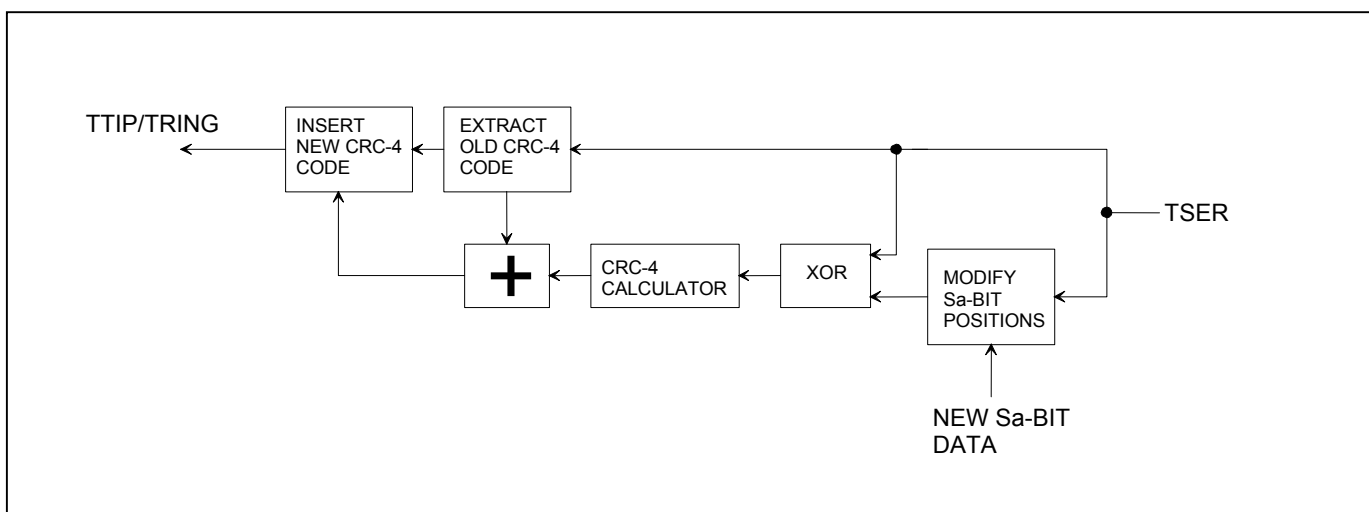 TTIP/TRING
INSERT
NEW CRC-4
CODE
EXTRACT
OLD CRC-4
CODE
TSER
+
CRC-4
CALCULATOR
XOR
MODIFY
Sa-BIT
POSITIONS
NEW Sa-BIT
DATA